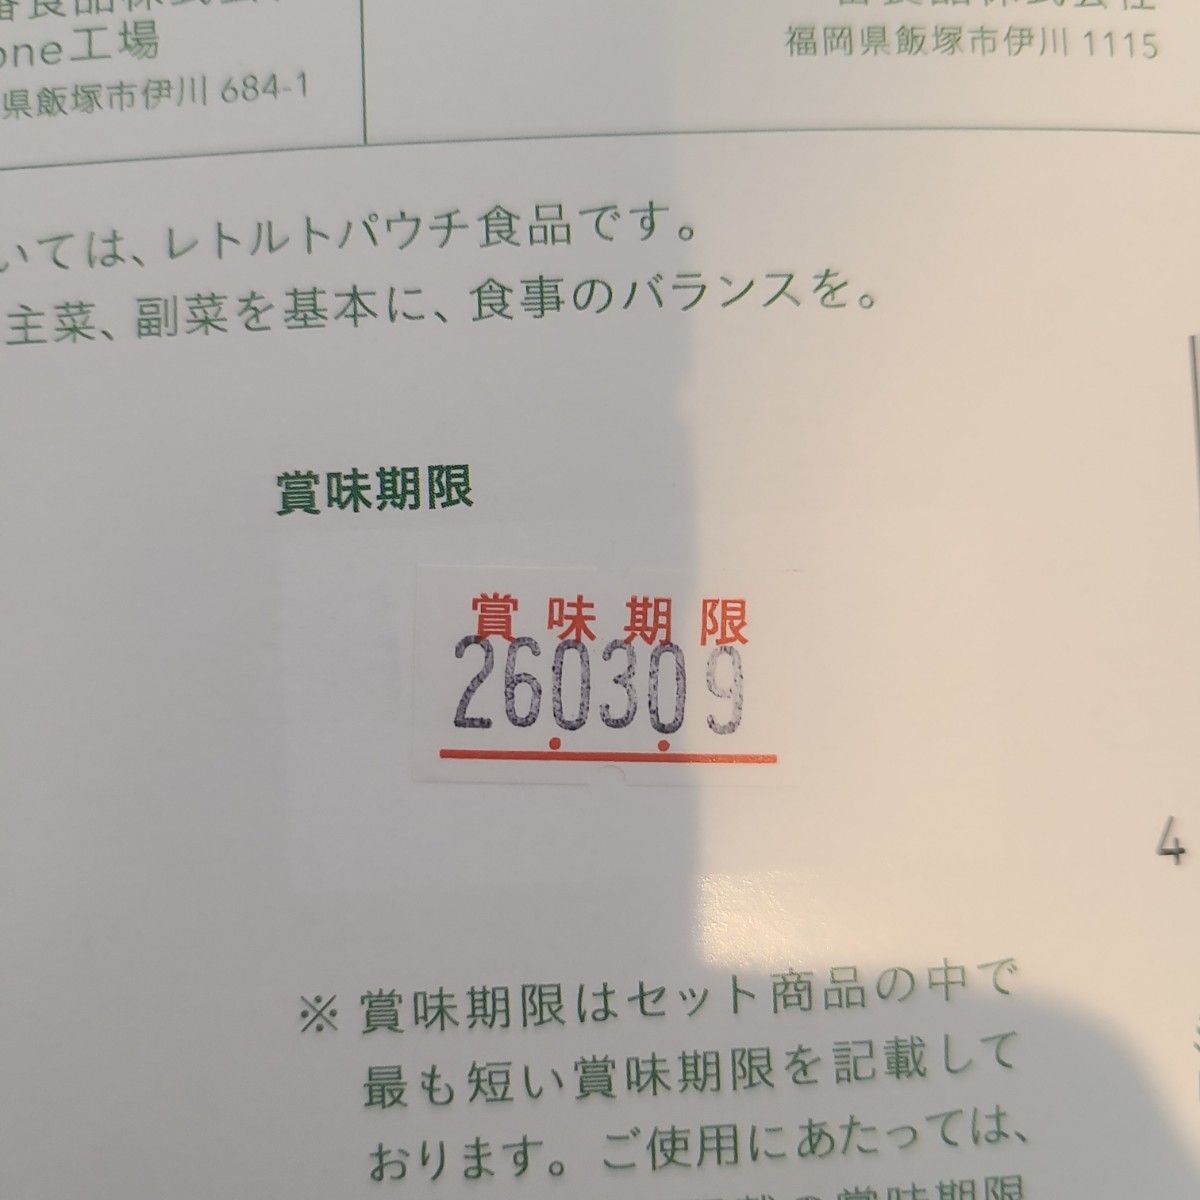 one工場
県飯塚市伊川 684-1
福岡県飯塚市伊川 1115
いては、レトルトパウチ食品です。
主菜、副菜を基本に、食事のバランスを。
賞味期限
賞味期限
260309
4
※ 賞味期限はセット商品の中で
最も短い賞味期限を記載して
おります。ご使用にあたっては、
の賞味期限